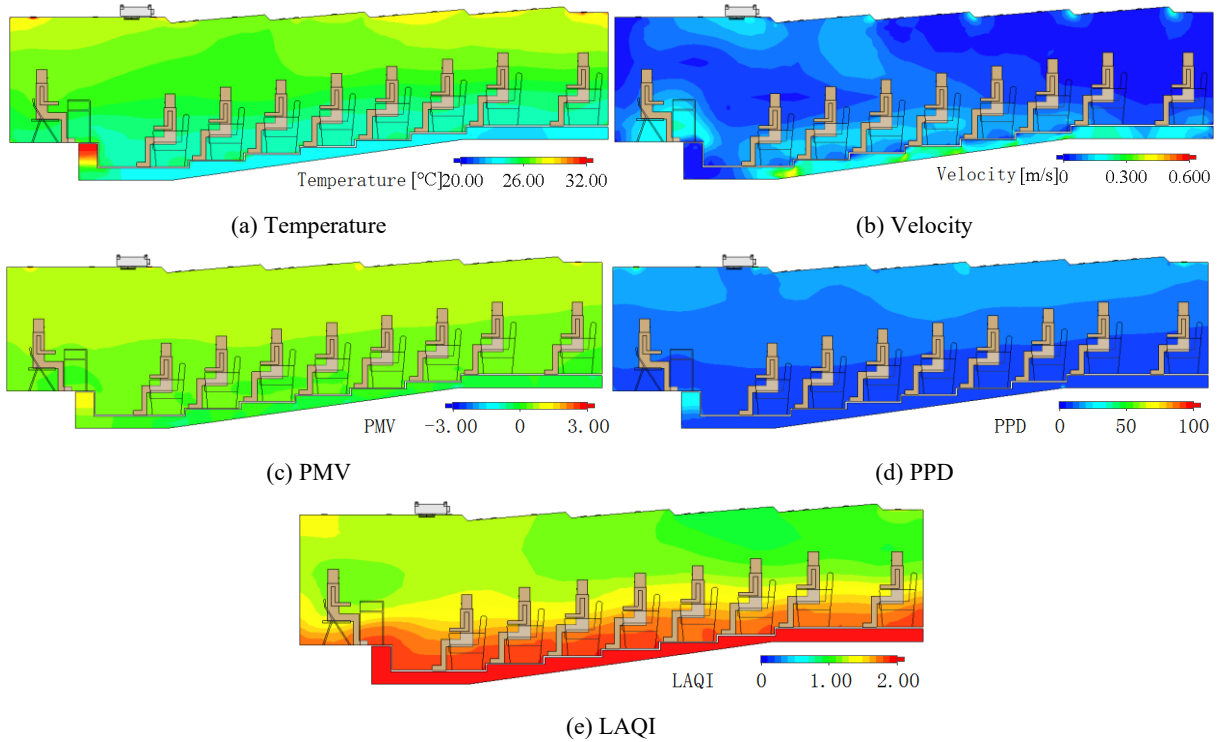 Temperature [°C] 20.00 26.00 32.00
Velocity [m/s] 0 0.300 0.600
(a) Temperature
(b) Velocity
PMV -3.00 0 3.00
PPD 0 50 100
(c) PMV
(d) PPD
LAQI 0 1.00 2.00
(e) LAQI